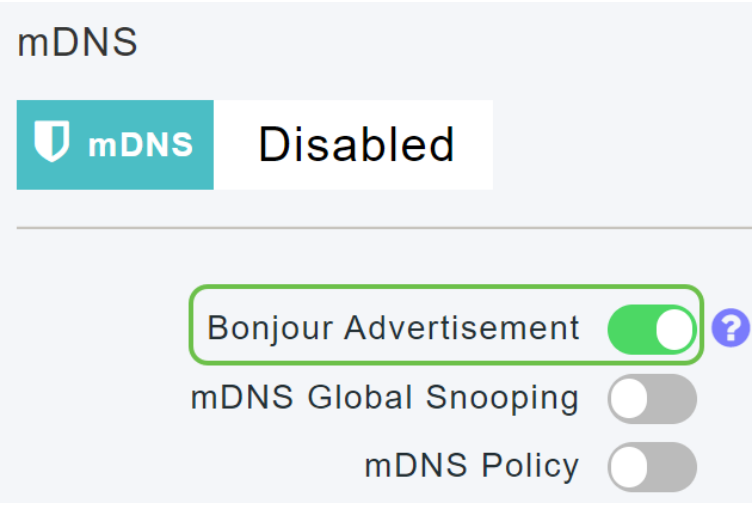 mDNS
mDNS Disabled
Bonjour Advertisement ?
mDNS Global Snooping
mDNS Policy